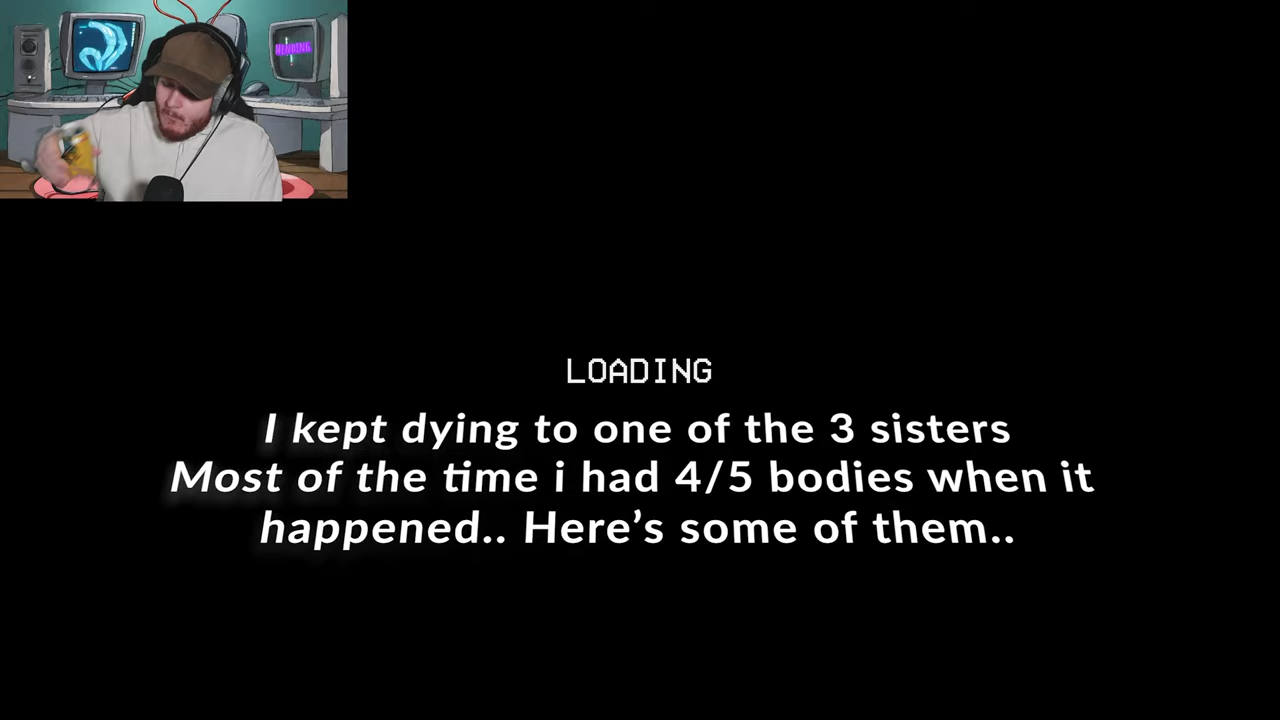 MENDING
LOADING
I kept dying to one of the 3 sisters
Most of the time i had 4/5 bodies when it
happened.. Here’s some of them..